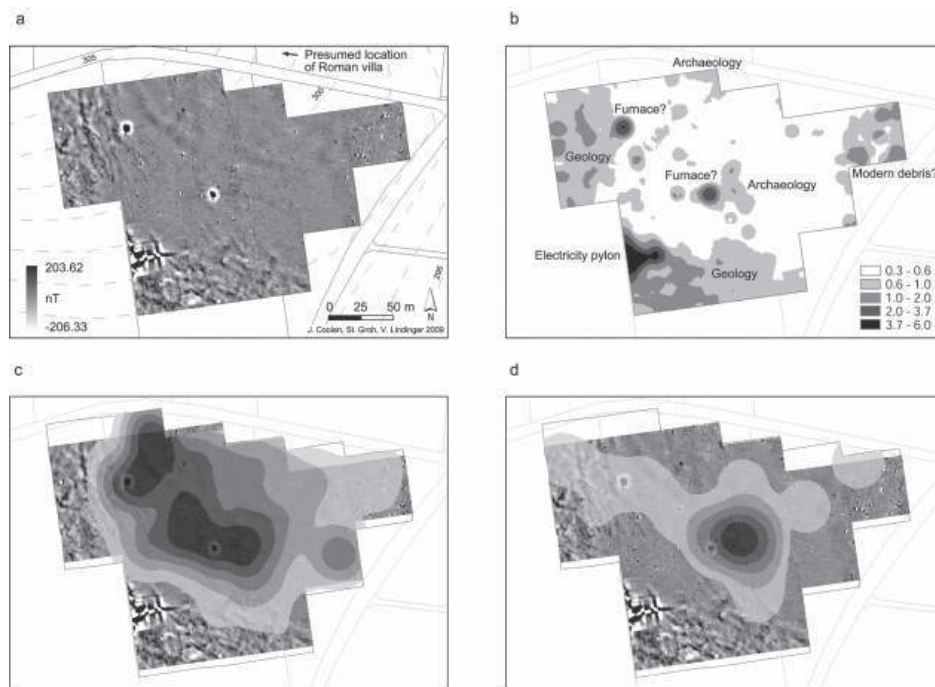 a
b
305
Presumed location
of Roman villa
300
203.62
nT
-206.33
0 25 50 m
N
295
J. Coolen, St. Groh, V. Lindinger 2009
Archaeology
Furnace?
Geology
Furnace?
Archaeology
Modern debris?
Electricity pylon
Geology
0.3 - 0.6
0.6 - 1.0
1.0 - 2.0
2.0 - 3.7
3.7 - 6.0
c
d